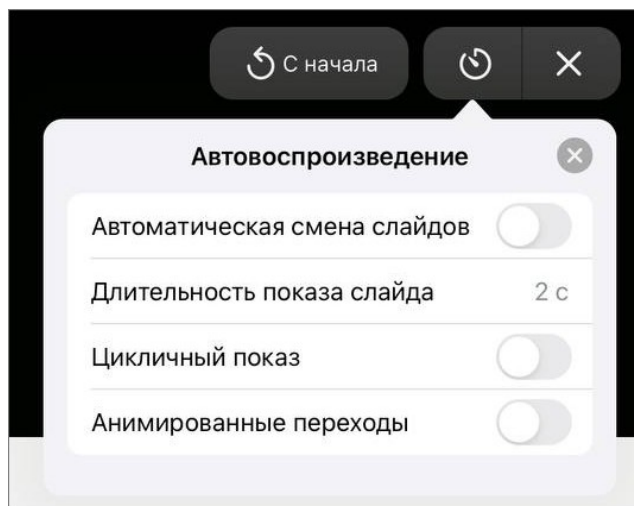 С начала
Автовоспроизведение
Автоматическая смена слайдов
Длительность показа слайда 2 с
Цикличный показ
Анимированные переходы